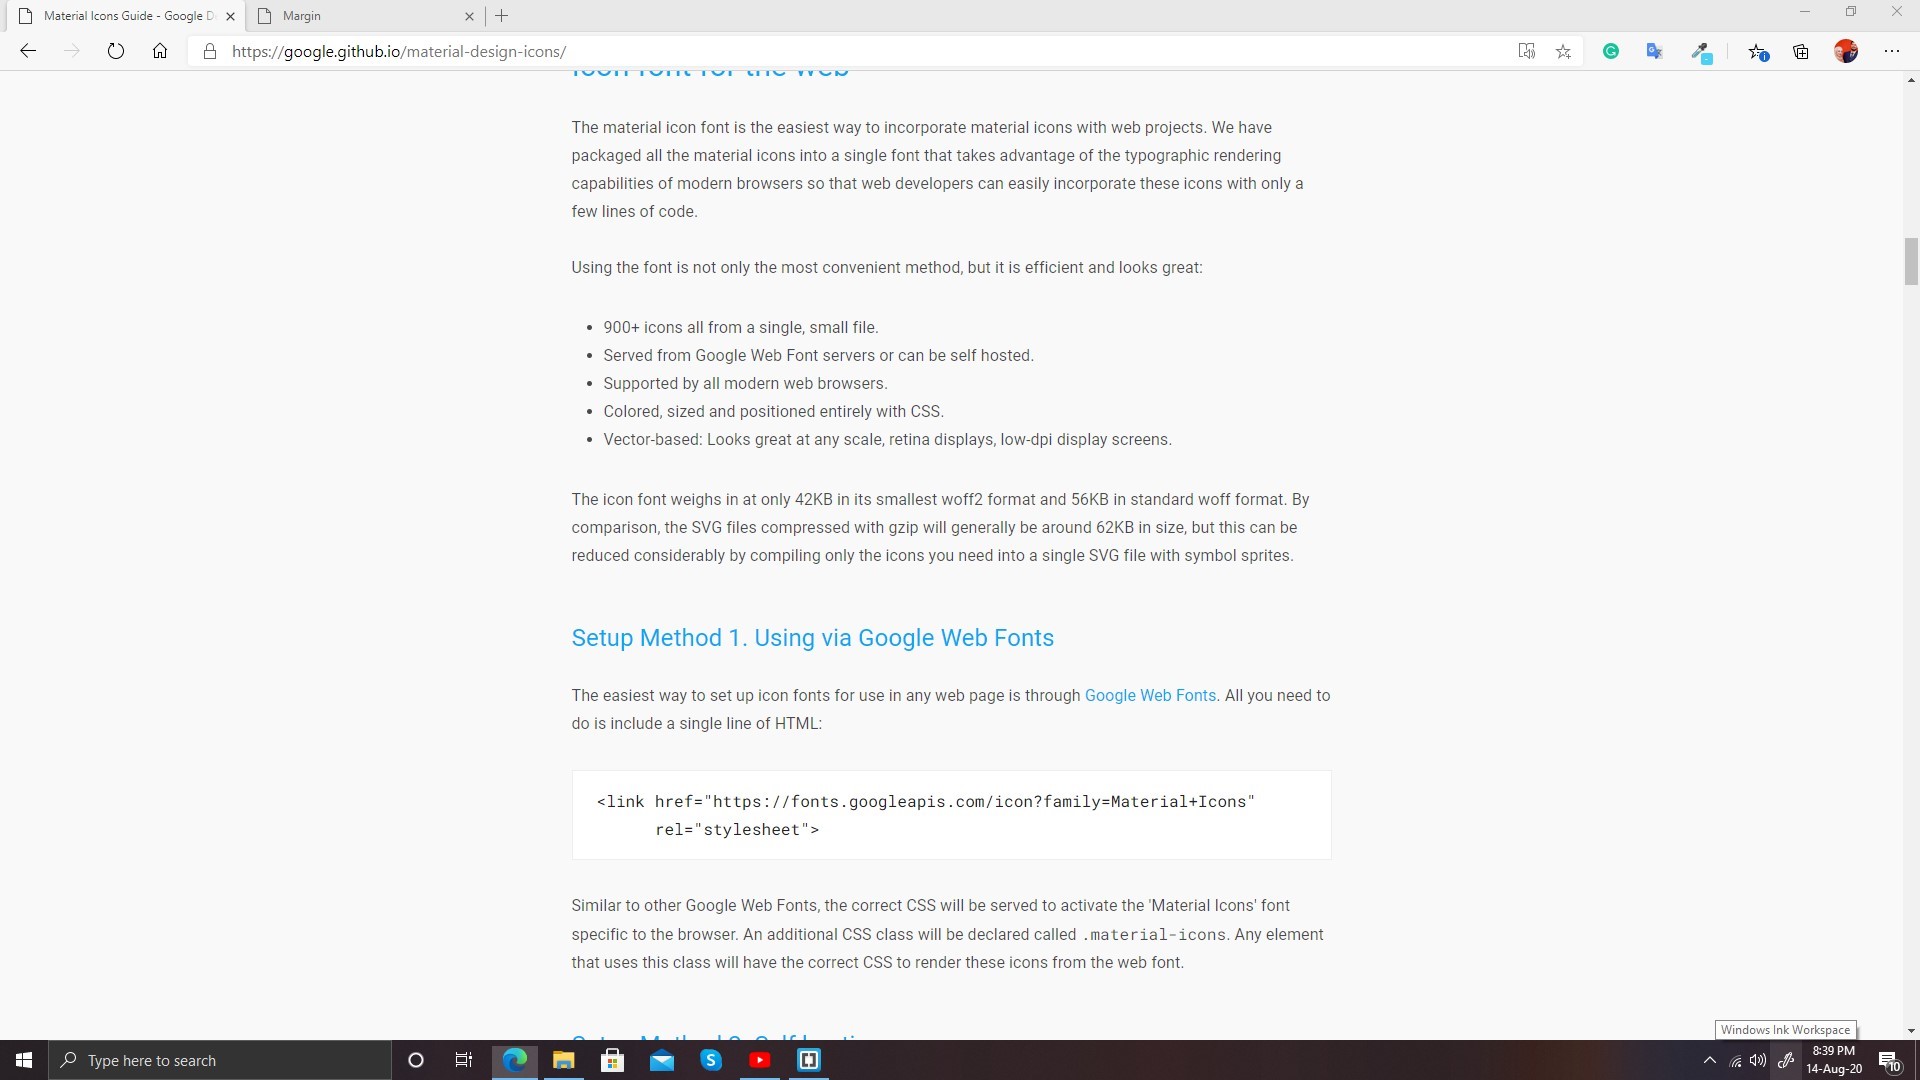 Material Icons Guide - Google D
Margin
https://google.github.io/material-design-icons/
Icon font for the web
The material icon font is the easiest way to incorporate material icons with web projects. We have
packaged all the material icons into a single font that takes advantage of the typographic rendering
capabilities of modern browsers so that web developers can easily incorporate these icons with only a
few lines of code.
Using the font is not only the most convenient method, but it is efficient and looks great:
• 900+ icons all from a single, small file.
• Served from Google Web Font servers or can be self hosted.
• Supported by all modern web browsers.
• Colored, sized and positioned entirely with CSS.
• Vector-based: Looks great at any scale, retina displays, low-dpi display screens.
The icon font weighs in at only 42KB in its smallest woff2 format and 56KB in standard woff format. By
comparison, the SVG files compressed with gzip will generally be around 62KB in size, but this can be
reduced considerably by compiling only the icons you need into a single SVG file with symbol sprites.
Setup Method 1. Using via Google Web Fonts
The easiest way to set up icon fonts for use in any web page is through Google Web Fonts. All you need to
do is include a single line of HTML:
<link href="https://fonts.googleapis.com/icon?family=Material+Icons"
rel="stylesheet">
Similar to other Google Web Fonts, the correct CSS will be served to activate the 'Material Icons' font
specific to the browser. An additional CSS class will be declared called .material-icons. Any element
that uses this class will have the correct CSS to render these icons from the web font.
Setup Method 2. Self hosting
Windows Ink Workspace
Type here to search
8:39 PM
14-Aug-20
10